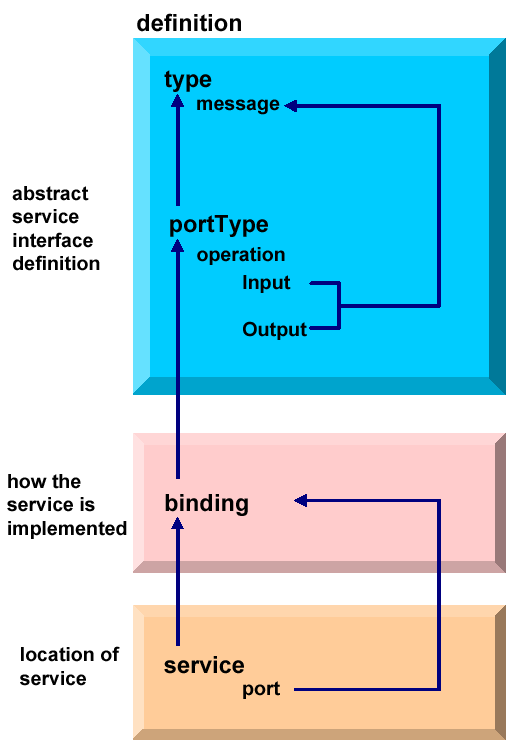 definition
type
message
abstract
service
interface
definition
portType
operation
Input
Output
how the
service is
implemented
binding
location of
service
service
port